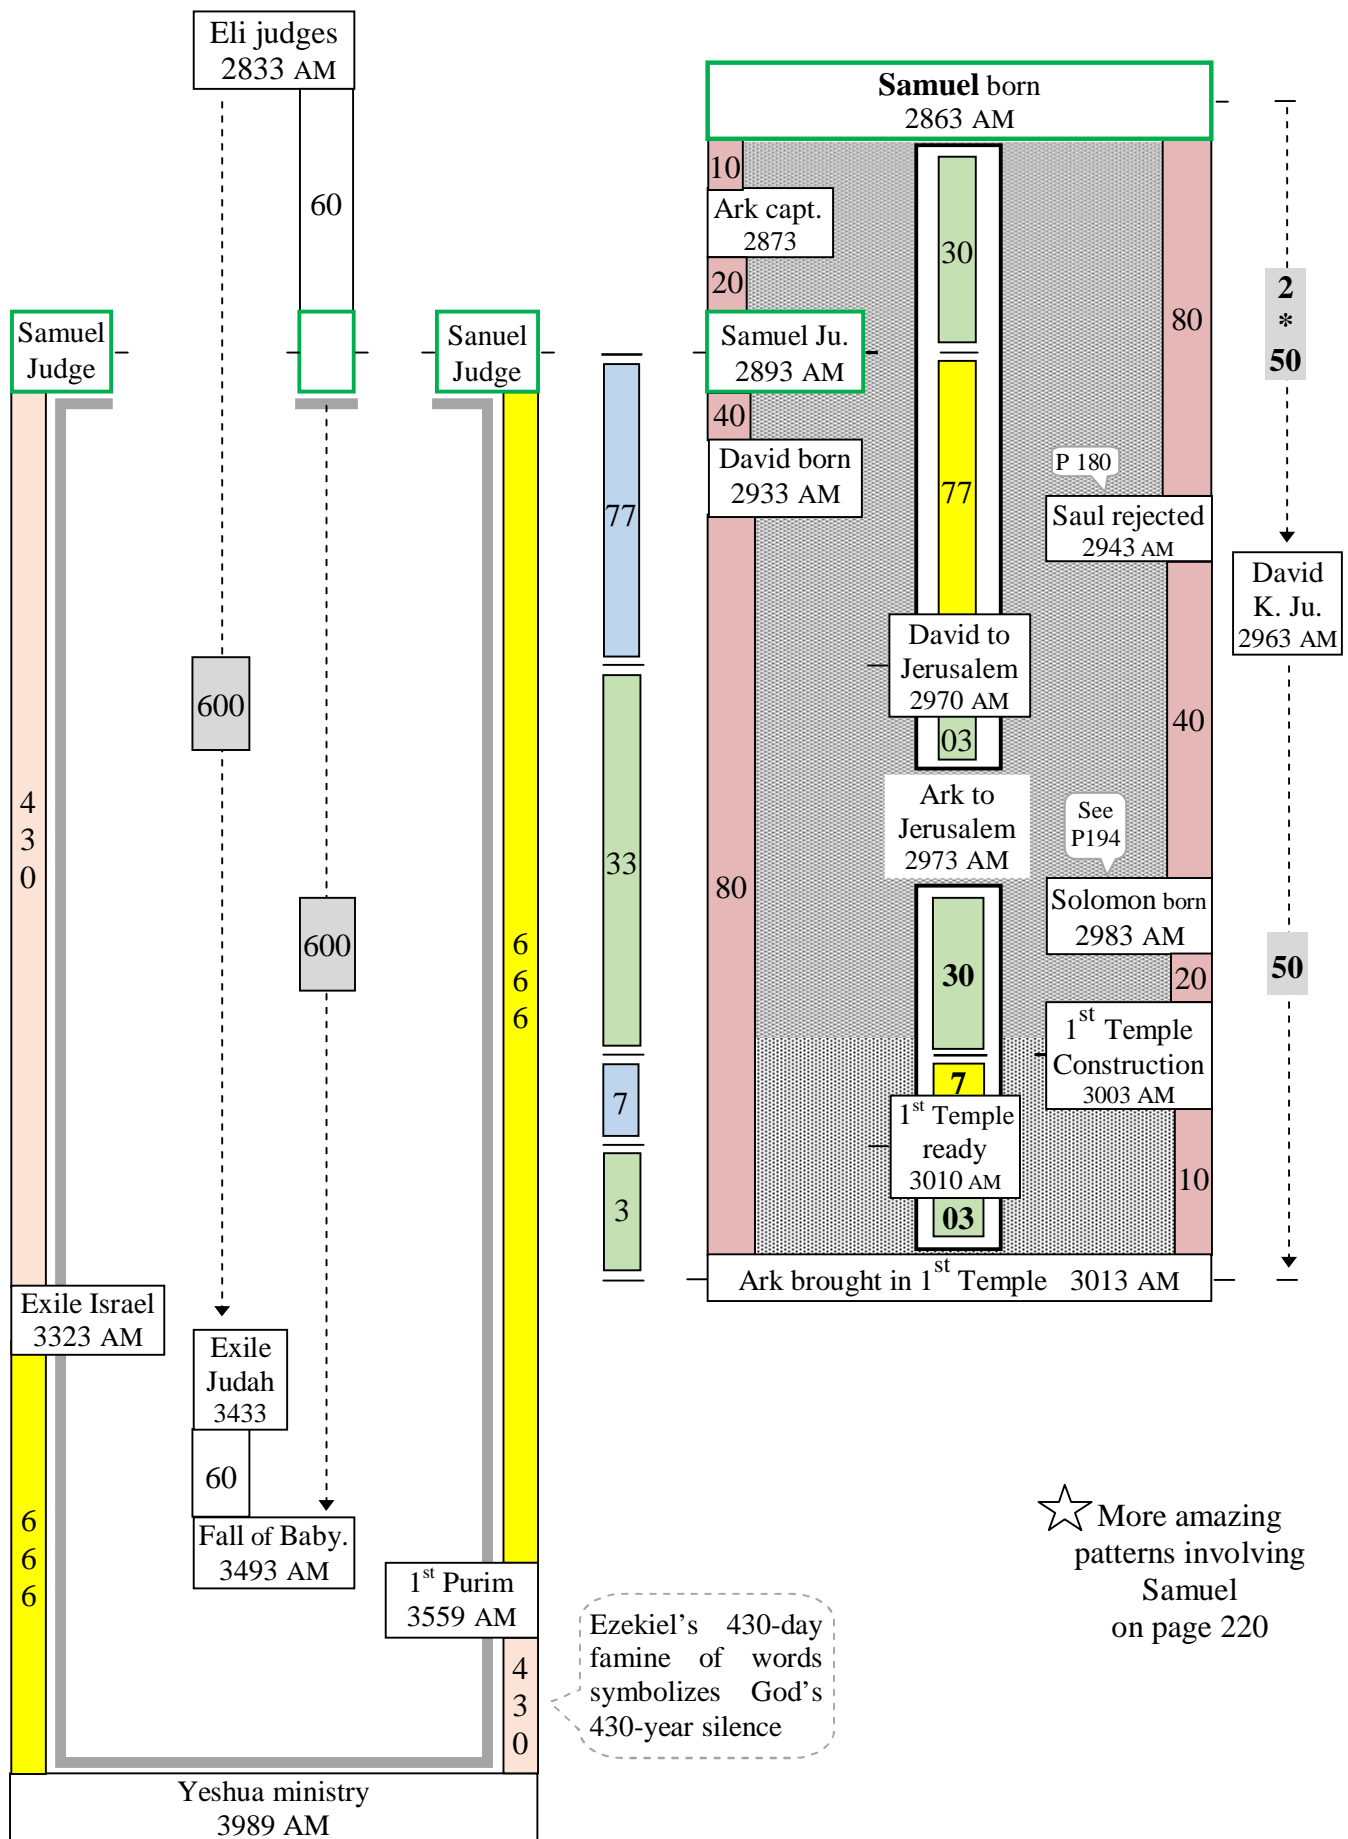 Eli judges
2833 AM
60
Samuel
Judge
Sanuel
Judge
600
600
4
3
0
6
6
6
Exile Israel
3323 AM
Exile
Judah
3433
60
Fall of Baby.
3493 AM
6
6
6
1st Purim
3559 AM
4
3
0
Yeshua ministry
3989 AM
Ezekiel's 430-day
famine of words
symbolizes God's
430-year silence
77
33
7
3
Samuel born
2863 AM
10
Ark capt.
2873
20
Samuel Ju.
2893 AM
40
David born
2933 AM
80
30
77
David to
Jerusalem
2970 AM
03
Ark to
Jerusalem
2973 AM
30
7
1st Temple
ready
3010 AM
03
80
P 180
Saul rejected
2943 AM
40
See
P194
Solomon born
2983 AM
20
1st Temple
Construction
3003 AM
10
Ark brought in 1st Temple 3013 AM
2
*
50
David
K. Ju.
2963 AM
50
More amazing
patterns involving
Samuel
on page 220